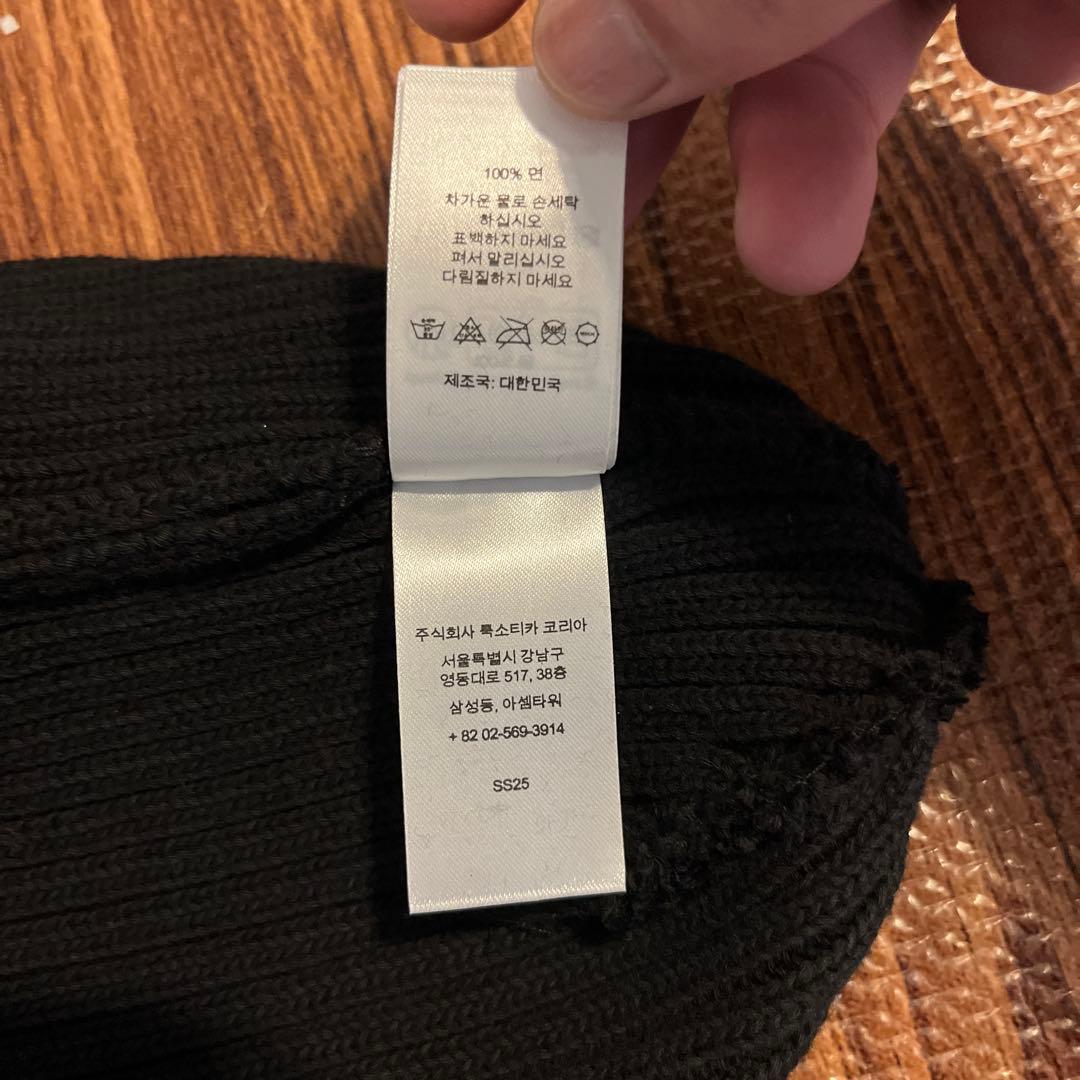 100% 면
차가운 물로 손세탁
하십시오
표백하지 마세요
펴서 말리십시오
다림질하지 마세요
제조국: 대한민국
주식회사 룩소티카 코리아
서울특별시 강남구
영동대로 517, 38층
삼성동, 아셈타워
+ 82 02-569-3914
SS25